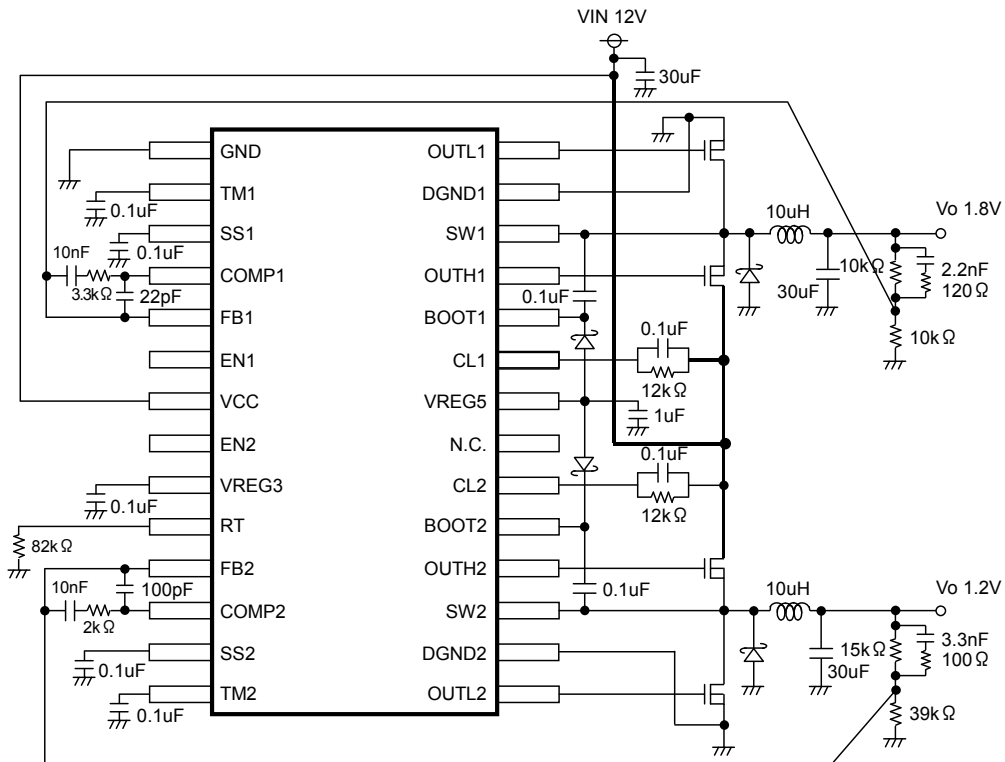 VIN 12V
30uF
GND OUTL1
TM1 DGND1
0.1uF
10uH Vo 1.8V
SS1 SW1
0.1uF
10nF
COMP1 OUTH1
3.3kΩ 22pF
0.1uF
30uF
10kΩ
2.2nF
120Ω
FB1 BOOT1
0.1uF
10kΩ
EN1 CL1
12kΩ
VCC VREG5
1uF
EN2 N.C.
0.1uF
VREG3 CL2
0.1uF
12kΩ
RT BOOT2
82kΩ
FB2 OUTH2
10nF
100pF
0.1uF
10uH Vo 1.2V
COMP2 SW2
2kΩ
SS2 DGND2
0.1uF
15kΩ
30uF
3.3nF
100Ω
TM2 OUTL2
0.1uF
39kΩ